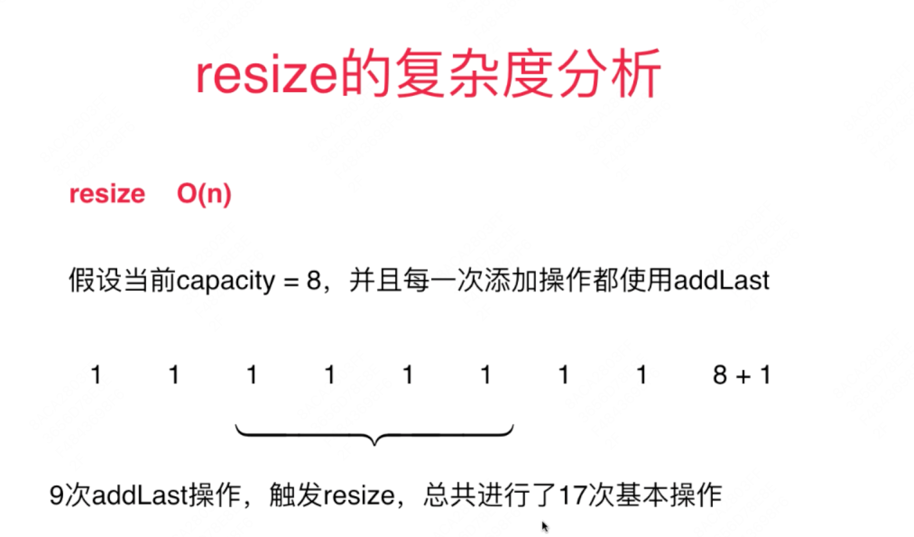 resize的复杂度分析
resize O(n)
假设当前capacity = 8，并且每一次添加操作都使用addLast
1 1 1 1 1 1 1 1 8 + 1
9次addLast操作，触发resize，总共进行了17次基本操作